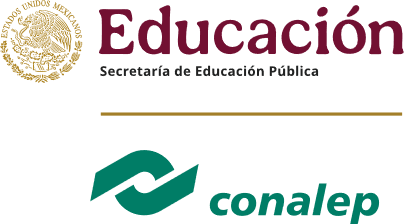 ESTADOS UNIDOS MEXICANOS
Educación
Secretaría de Educación Pública
conalep